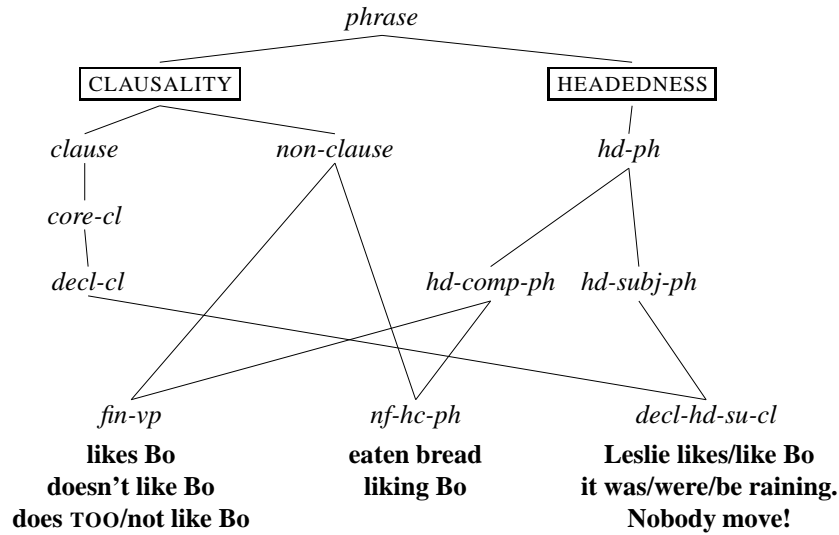 phrase
CLAUSALITY HEADEDNESS
clause non-clause hd-ph
core-cl
decl-cl hd-comp-ph hd-subj-ph
fin-vp nf-hc-ph decl-hd-su-cl
likes Bo eaten bread Leslie likes/like Bo
doesn't like Bo liking Bo it was/were/be raining.
does TOO/not like Bo Nobody move!